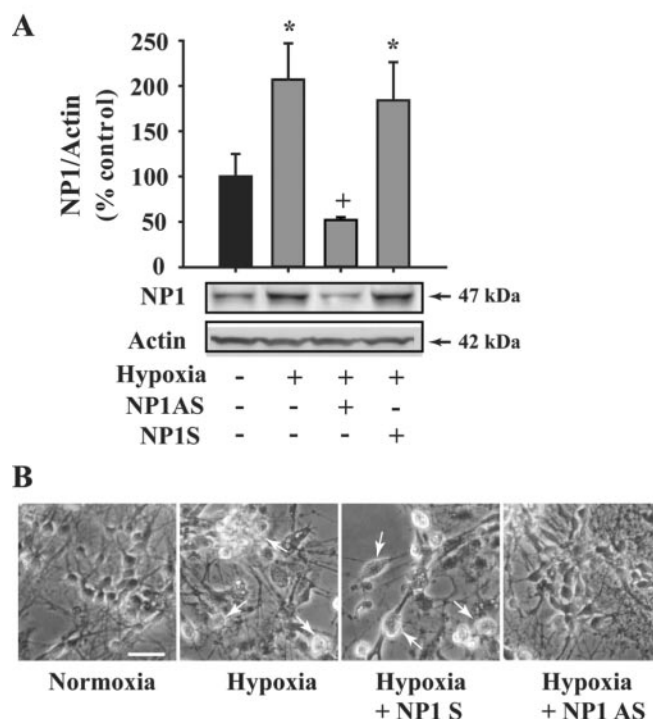 A
NP1/Actin
(% control)
250
200
150
100
50
0
*
+
*
NP1
← 47 kDa
Actin
← 42 kDa
Hypoxia - + + +
NP1AS - - + -
NP1S - - - +
B
Normoxia
Hypoxia
Hypoxia
+ NP1 S
Hypoxia
+ NP1 AS